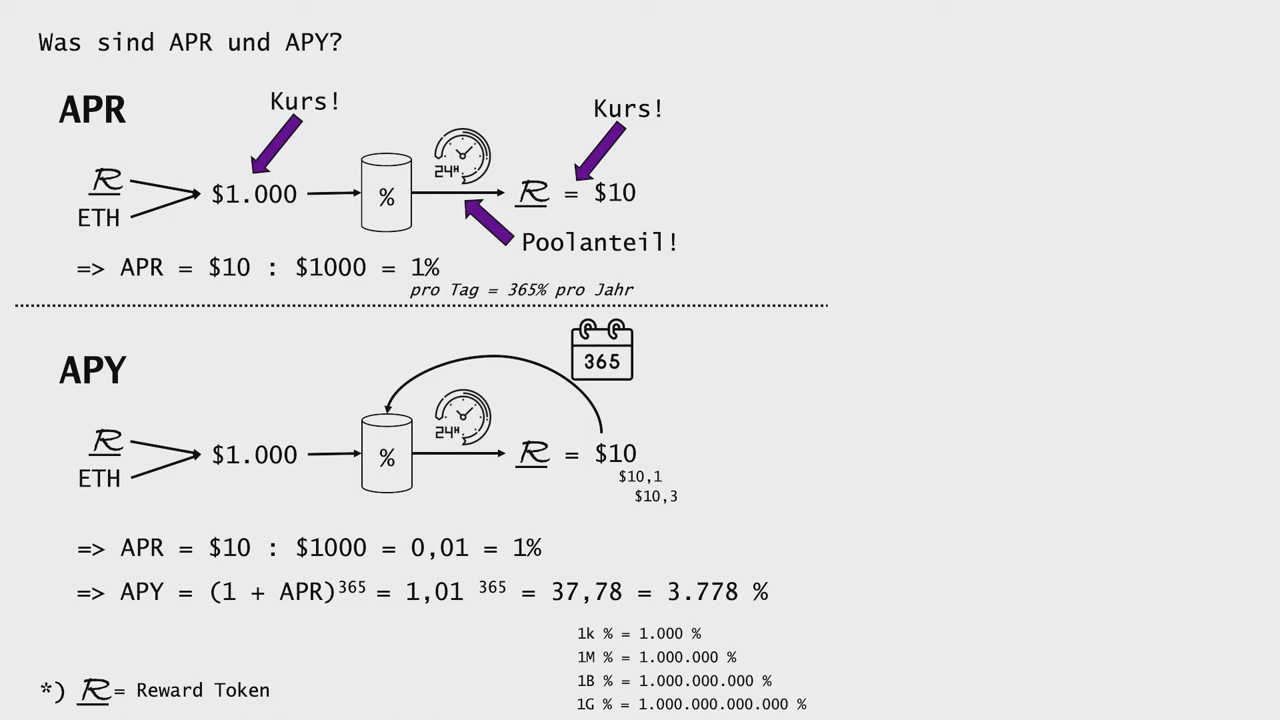 Was sind APR und APY?
APR
Kurs!
Kurs!
R
ETH
$1.000
%
24H
R = $10
Poolanteil!
=> APR = $10 : $1000 = 1%
pro Tag = 365% pro Jahr
365
APY
R
ETH
$1.000
%
24H
R = $10
$10,1
$10,3
=> APR = $10 : $1000 = 0,01 = 1%
=> APY = (1 + APR)³⁶⁵ = 1,01 ³⁶⁵ = 37,78 = 3.778 %
1k % = 1.000 %
1M % = 1.000.000 %
1B % = 1.000.000.000 %
1G % = 1.000.000.000.000 %
*) R = Reward Token